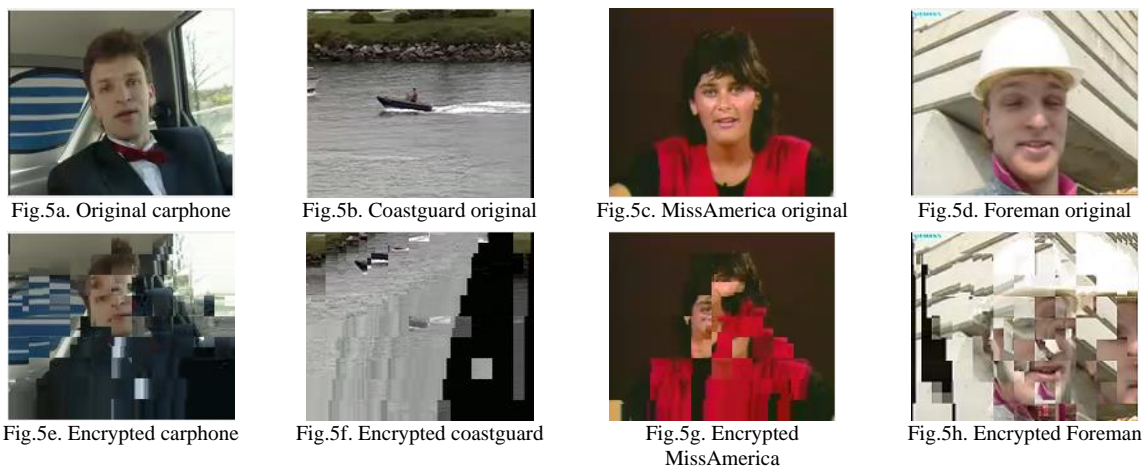 Fig.5a. Original carphone
Fig.5b. Coastguard original
Fig.5c. MissAmerica original
Fig.5d. Foreman original
Fig.5e. Encrypted carphone
Fig.5f. Encrypted coastguard
Fig.5g. Encrypted
MissAmerica
Fig.5h. Encrypted Foreman